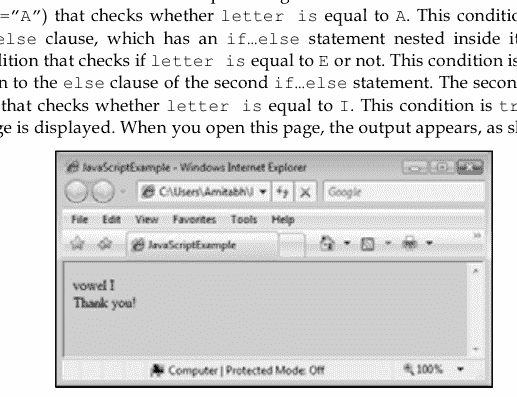 ="A") that checks whether letter is equal to A. This conditio
else clause, which has an if…else statement nested inside it
dition that checks if letter is equal to E or not. This condition is
n to the else clause of the second if…else statement. The second
that checks whether letter is equal to I. This condition is tr
ge is displayed. When you open this page, the output appears, as sh
JavaScriptExample - Windows Internet Explorer
C:\Users\Amitabh\I Google
File Edit View Favorites Tools Help
JavaScriptExample
vowel I
Thank you!
Computer | Protected Mode: Off 100%